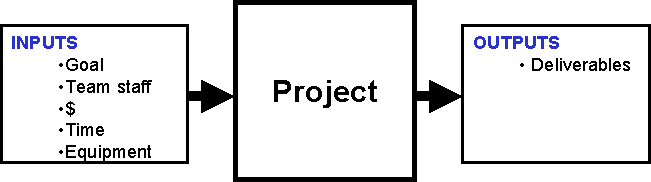 INPUTS
•Goal
•Team staff
•$
•Time
•Equipment
Project
OUTPUTS
• Deliverables